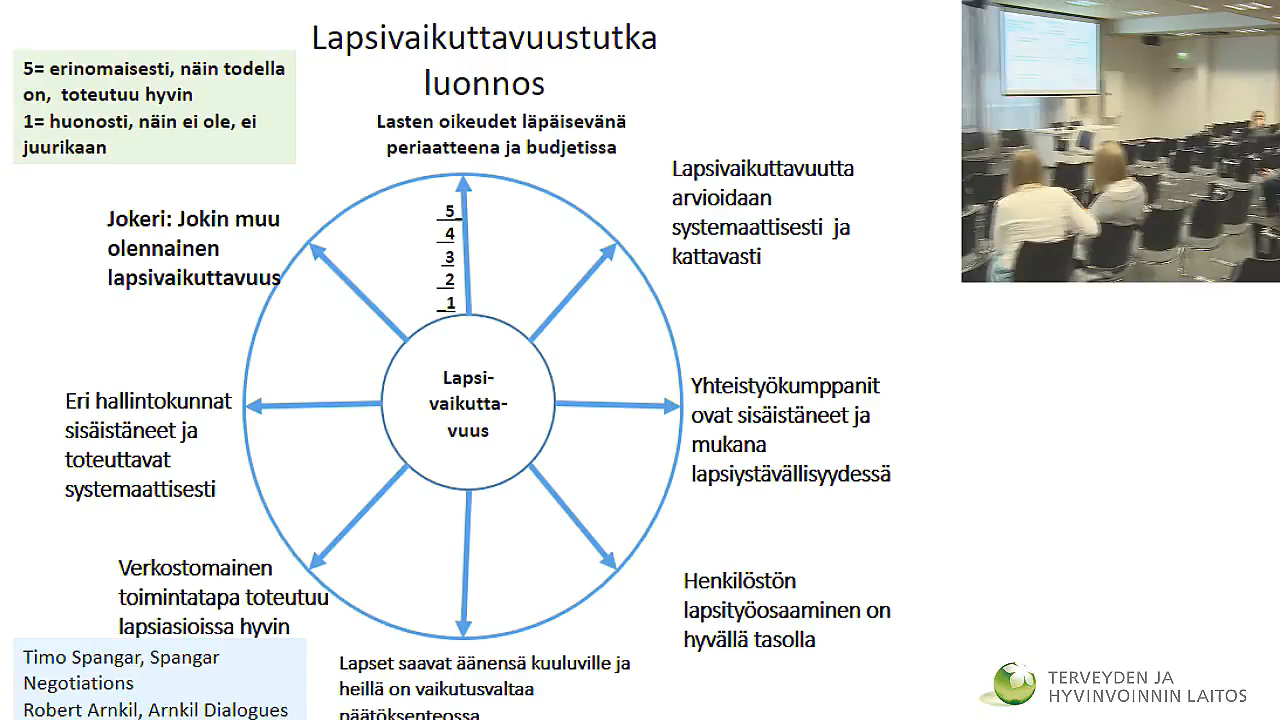 Lapsivaikuttavuustutka
luonnos
5= erinomaisesti, näin todella
on, toteutuu hyvin
1= huonosti, näin ei ole, ei
juurikaan
Lasten oikeudet läpäisevänä
periaatteena ja budjetissa
Lapsivaikuttavuutta
arvioidaan
systemaattisesti ja
kattavasti
Jokeri: Jokin muu
olennainen
lapsivaikuttavuus
5
4
3
2
1
Lapsi-
vaikutta-
vuus
Yhteistyökumppanit
ovat sisäistäneet ja
mukana
lapsiystävällisyydessä
Eri hallintokunnat
sisäistäneet ja
toteuttavat
systemaattisesti
Henkilöstön
lapsityöosaaminen on
hyvällä tasolla
Verkostomainen
toimintatapa toteutuu
lapsiasioissa hyvin
Lapset saavat äänensä kuuluville ja
heillä on vaikutusvaltaa
päätöksenteossa
Timo Spangar, Spangar
Negotiations
Robert Arnkil, Arnkil Dialogues
TERVEYDEN JA
HYVINVOINNIN LAITOS